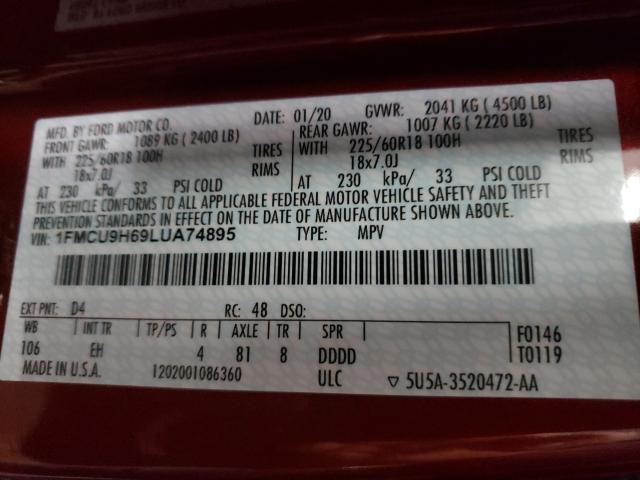 DATE: 01/20 GVWR: 2041 KG ( 4500 LB)
MFD. BY FORD MOTOR CO.
FRONT GAWR: 1089 KG ( 2400 LB) REAR GAWR: 1007 KG ( 2220 LB)
WITH 225/60R18 100H TIRES WITH 225/60R18 100H TIRES
18x7.0J RIMS 18x7.0J RIMS
AT 230 kPa/ 33 PSI COLD AT 230 kPa/ 33 PSI COLD
THIS VEHICLE CONFORMS TO ALL APPLICABLE FEDERAL MOTOR VEHICLE SAFETY AND THEFT
PREVENTION STANDARDS IN EFFECT ON THE DATE OF MANUFACTURE SHOWN ABOVE.
VIN: 1FMCU9H69LUA74895 TYPE: MPV
EXT PNT: D4 RC: 48 DSO:
WB INT TR TP/PS R AXLE TR SPR F0146
106 EH 4 81 8 DDDD T0119
MADE IN U.S.A. 1202001086360 ULC ▽ 5U5A-3520472-AA